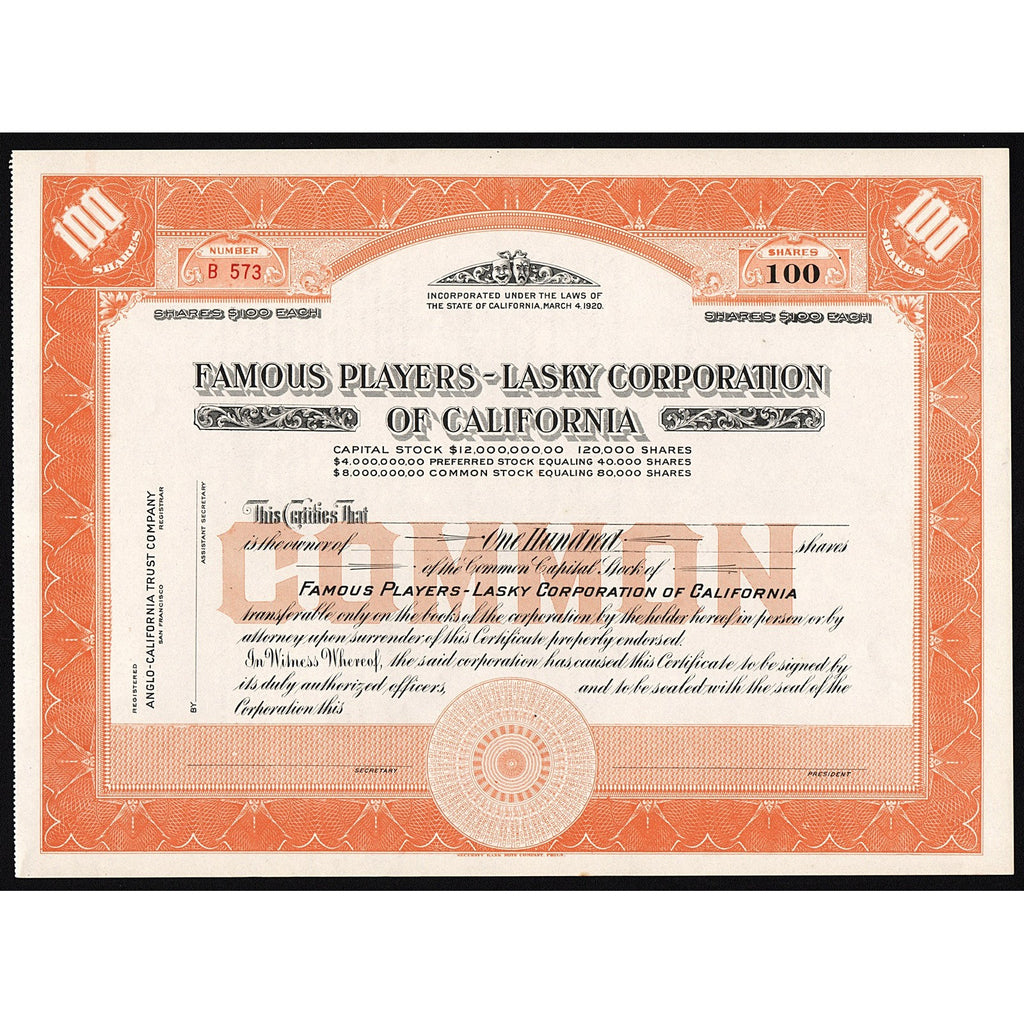 100
SHARES
100
SHARES
NUMBER
B 573
SHARES
100
INCORPORATED UNDER THE LAWS OF
THE STATE OF CALIFORNIA, MARCH 4, 1920.
SHARES $100 EACH
SHARES $100 EACH
FAMOUS PLAYERS-LASKY CORPORATION
OF CALIFORNIA
CAPITAL STOCK $12,000,000.00 120,000 SHARES
$4,000,000.00 PREFERRED STOCK EQUALING 40,000 SHARES
$8,000,000.00 COMMON STOCK EQUALING 80,000 SHARES
COMMON
This Certifies That
is the owner of One Hundred shares
of the Common Capital Stock of
FAMOUS PLAYERS-LASKY CORPORATION OF CALIFORNIA
transferable only on the books of the corporation by the holder hereof in person or by
attorney upon surrender of this Certificate properly endorsed.
In Witness Whereof, the said corporation has caused this Certificate to be signed by
its duly authorized officers, and to be sealed with the seal of the
Corporation this
REGISTERED
ANGLO-CALIFORNIA TRUST COMPANY
SAN FRANCISCO REGISTRAR
BY
ASSISTANT SECRETARY
SECRETARY
PRESIDENT
SECURITY BANK NOTE COMPANY. PHILA.